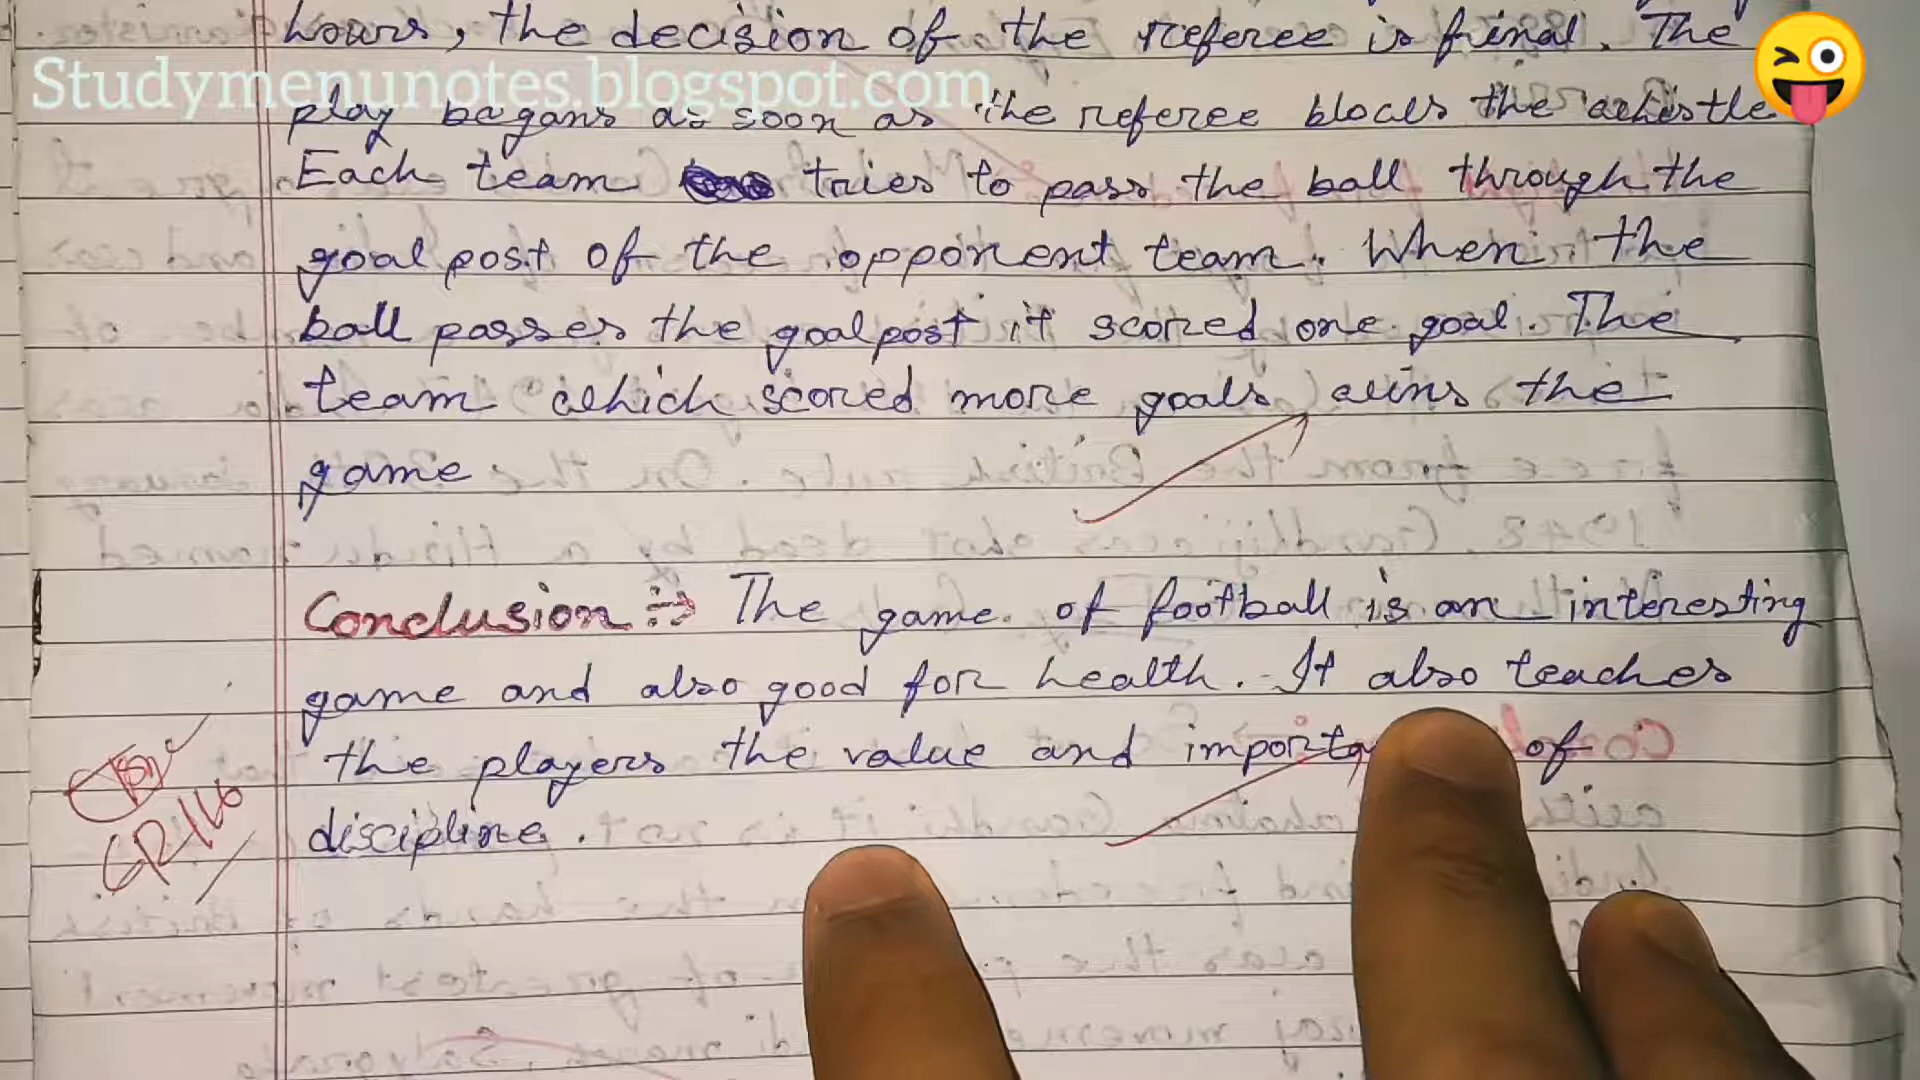 hours, the decision of the referee is final. The
Studymenunotes.blogspot.com
play begans as soon as the referee blows the whistle
Each team tries to pass the ball through the
goal post of the opponent team. When the
ball passes the goalpost it scored one goal. The
team which scored more goals wins the
game
Conclusion :-> The game of football is an interesting
game and also good for health. It also teaches
the players the value and of
discipline.